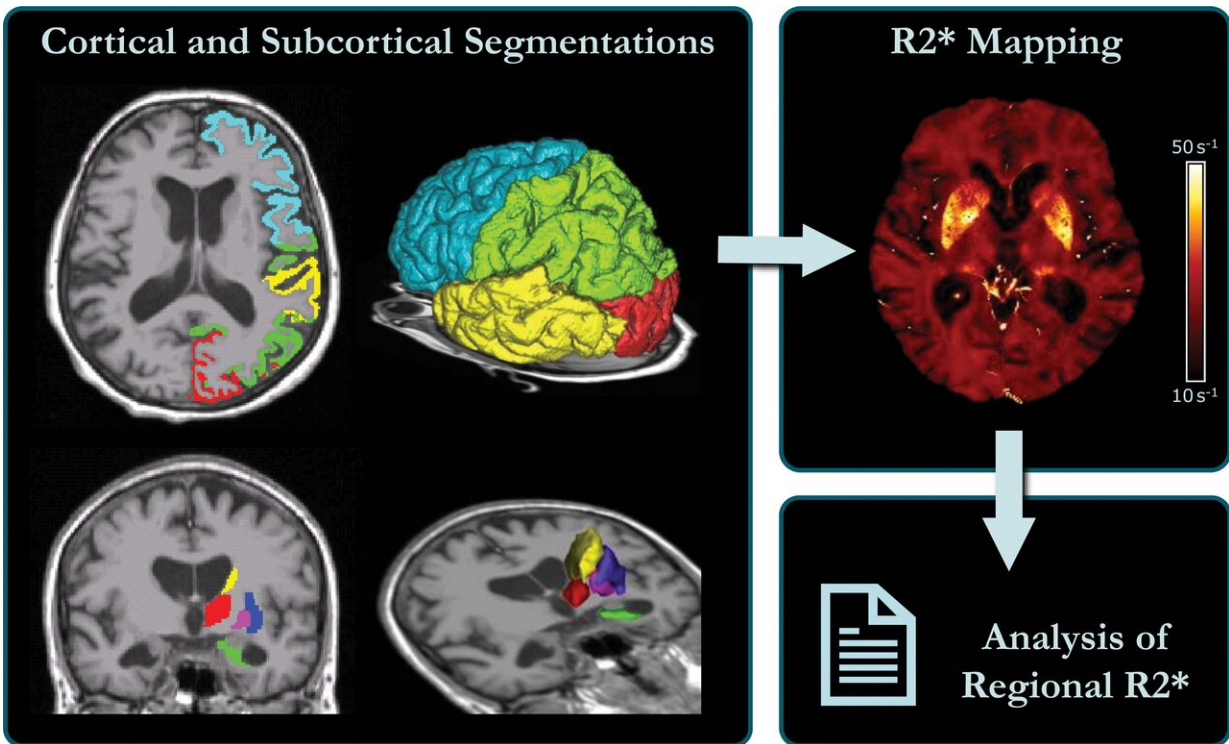 Cortical and Subcortical Segmentations
R2* Mapping
50 s⁻¹
10 s⁻¹
Analysis of
Regional R2*